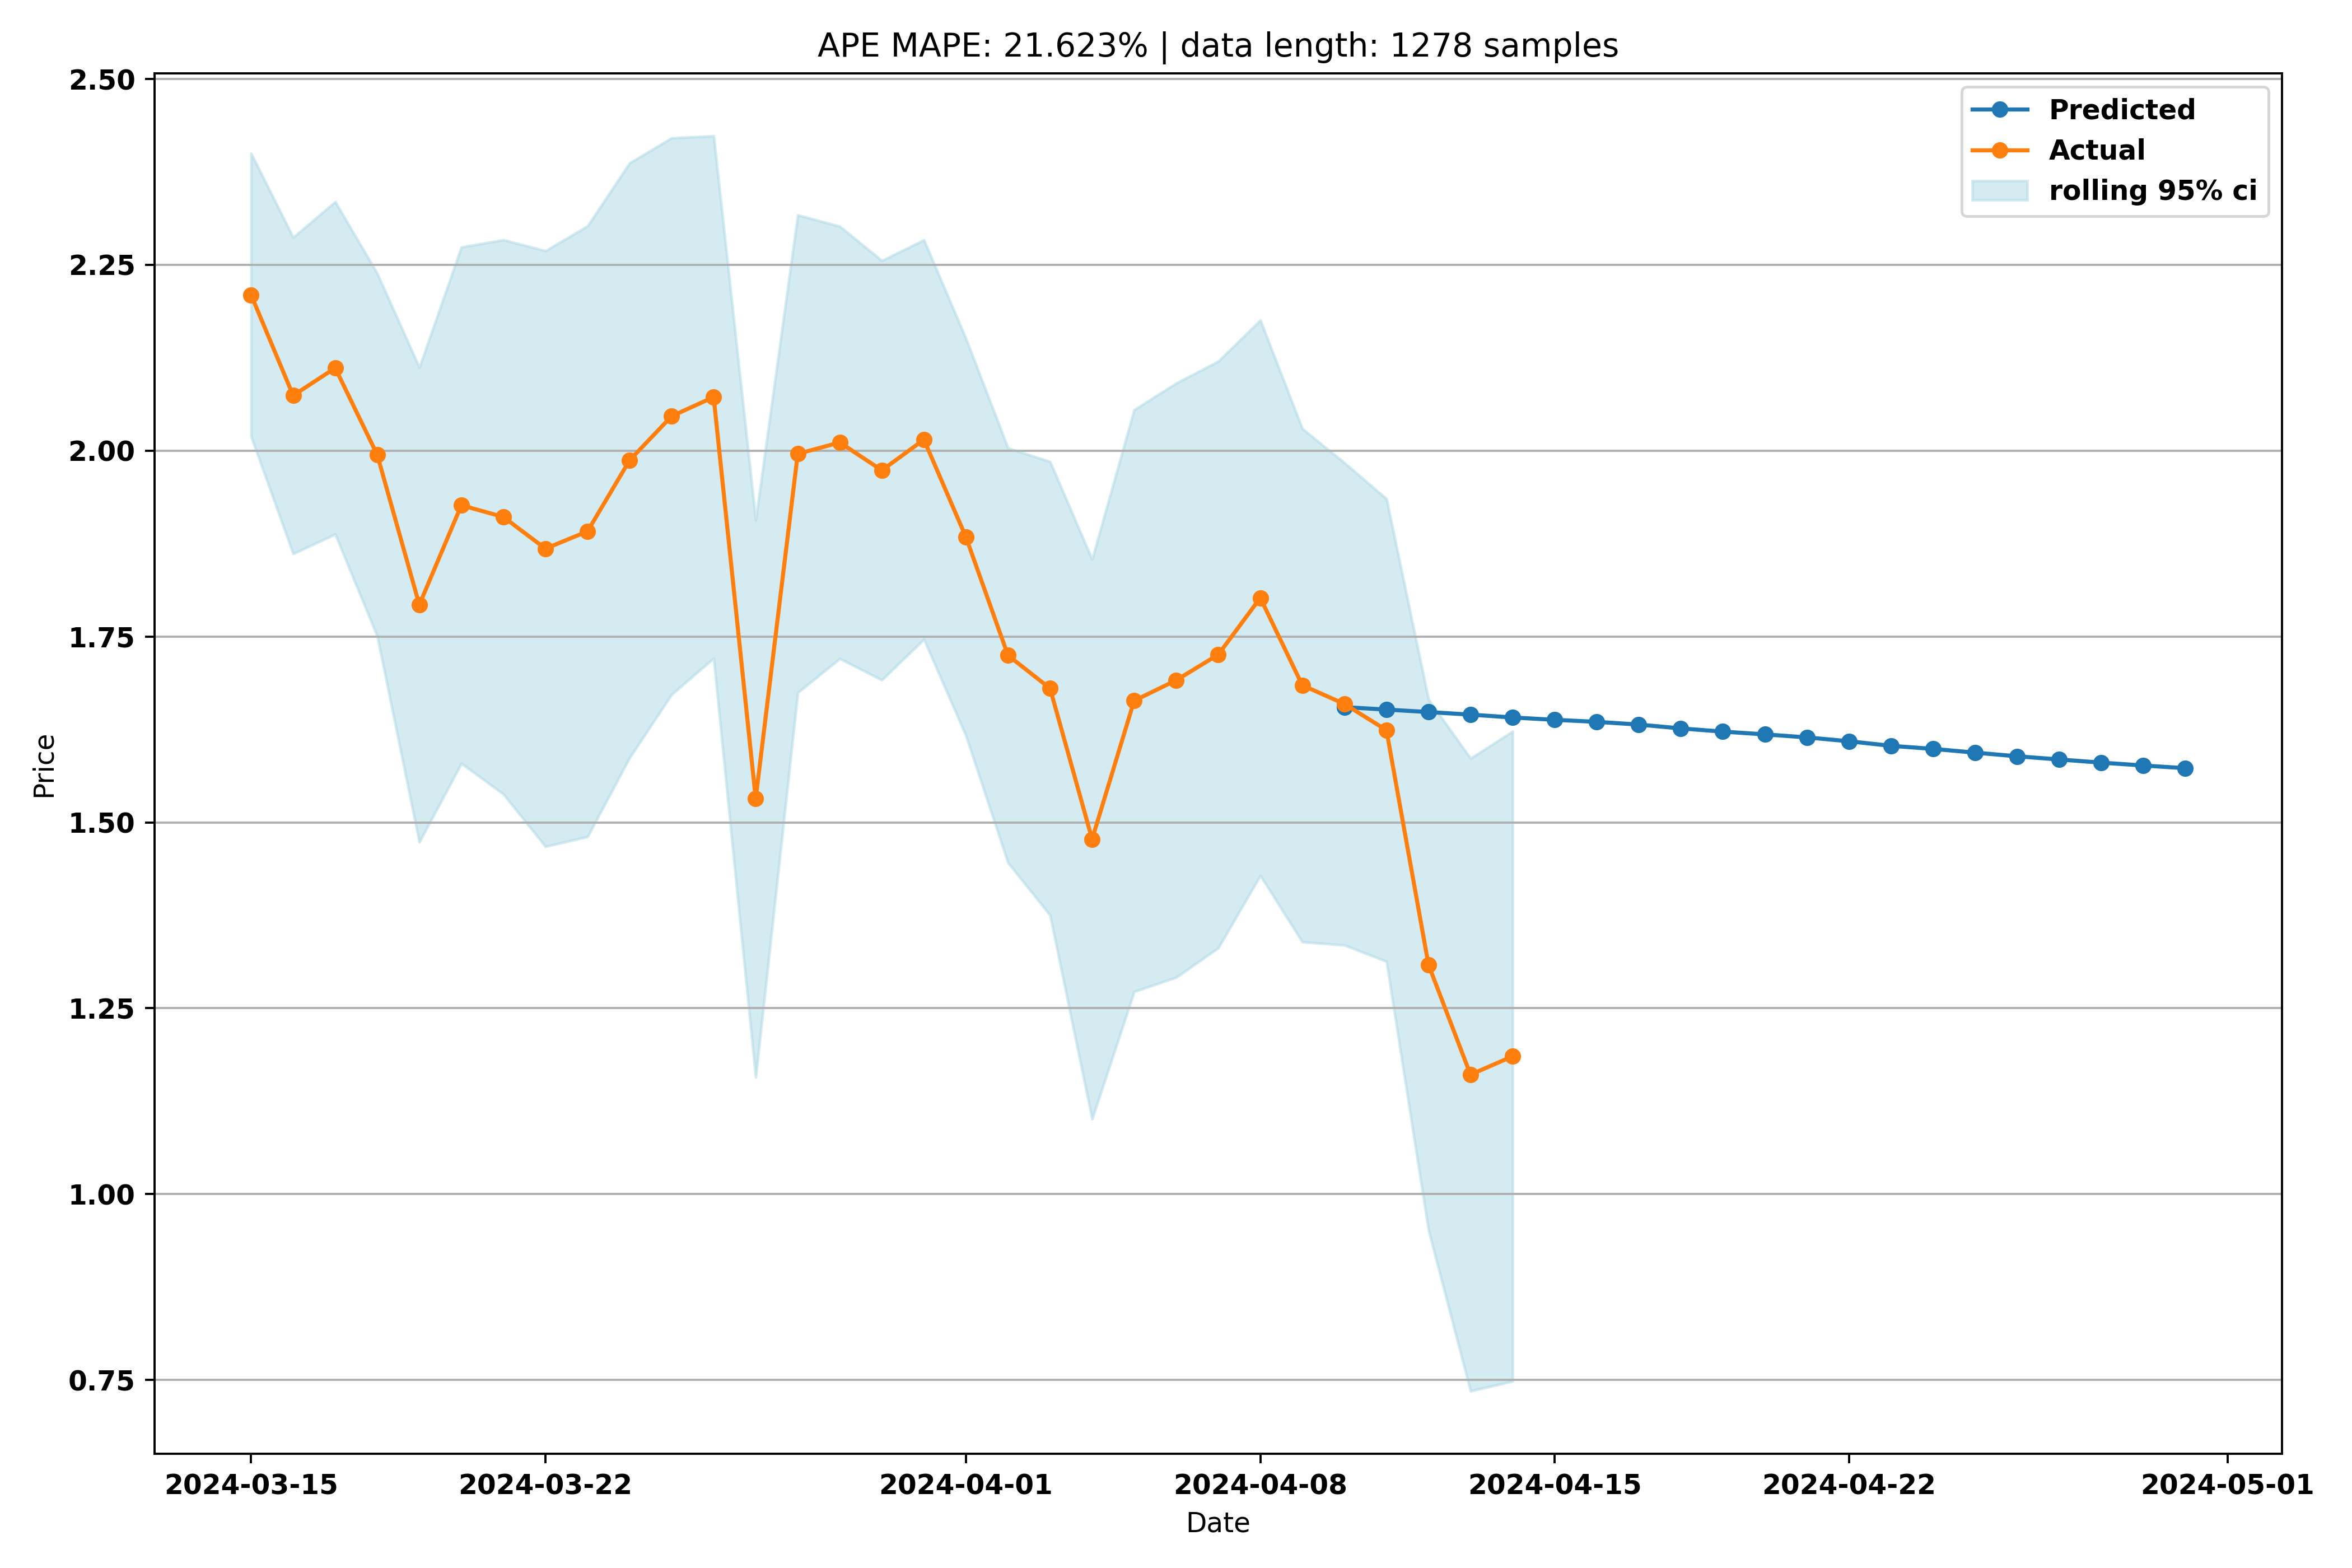 APE MAPE: 21.623% | data length: 1278 samples
2.50
2.25
2.00
1.75
1.50
1.25
1.00
0.75
Price
Predicted
Actual
rolling 95% ci
2024-03-15 2024-03-22 2024-04-01 2024-04-08 2024-04-15 2024-04-22 2024-05-01
Date